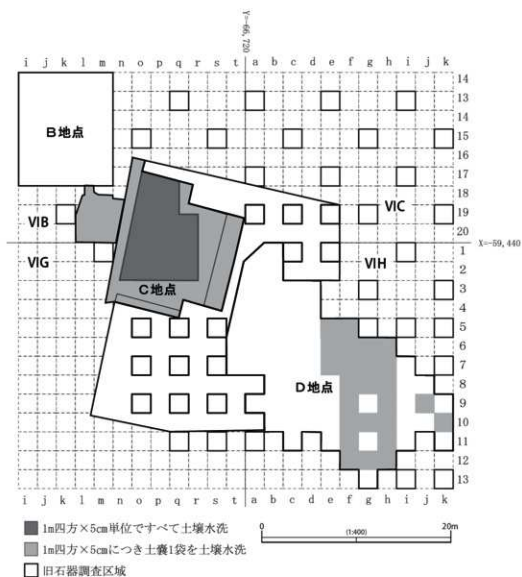 Y=-66,720
i j k l m n o p q r s t a b c d e f g h i j k
14
13
14
15
16
17
18
19
20
1
2
3
4
5
6
7
8
9
10
11
12
13
B地点
VIB
VIC
X=-59,440
VIG
VIH
C地点
D地点
i j k l m n o p q r s t a b c d e f g h i j k
1m四方×5cm単位ですべて土壌水洗
1m四方×5cmにつき土嚢1袋を土壌水洗
旧石器調査区域
0 (1:400) 20m